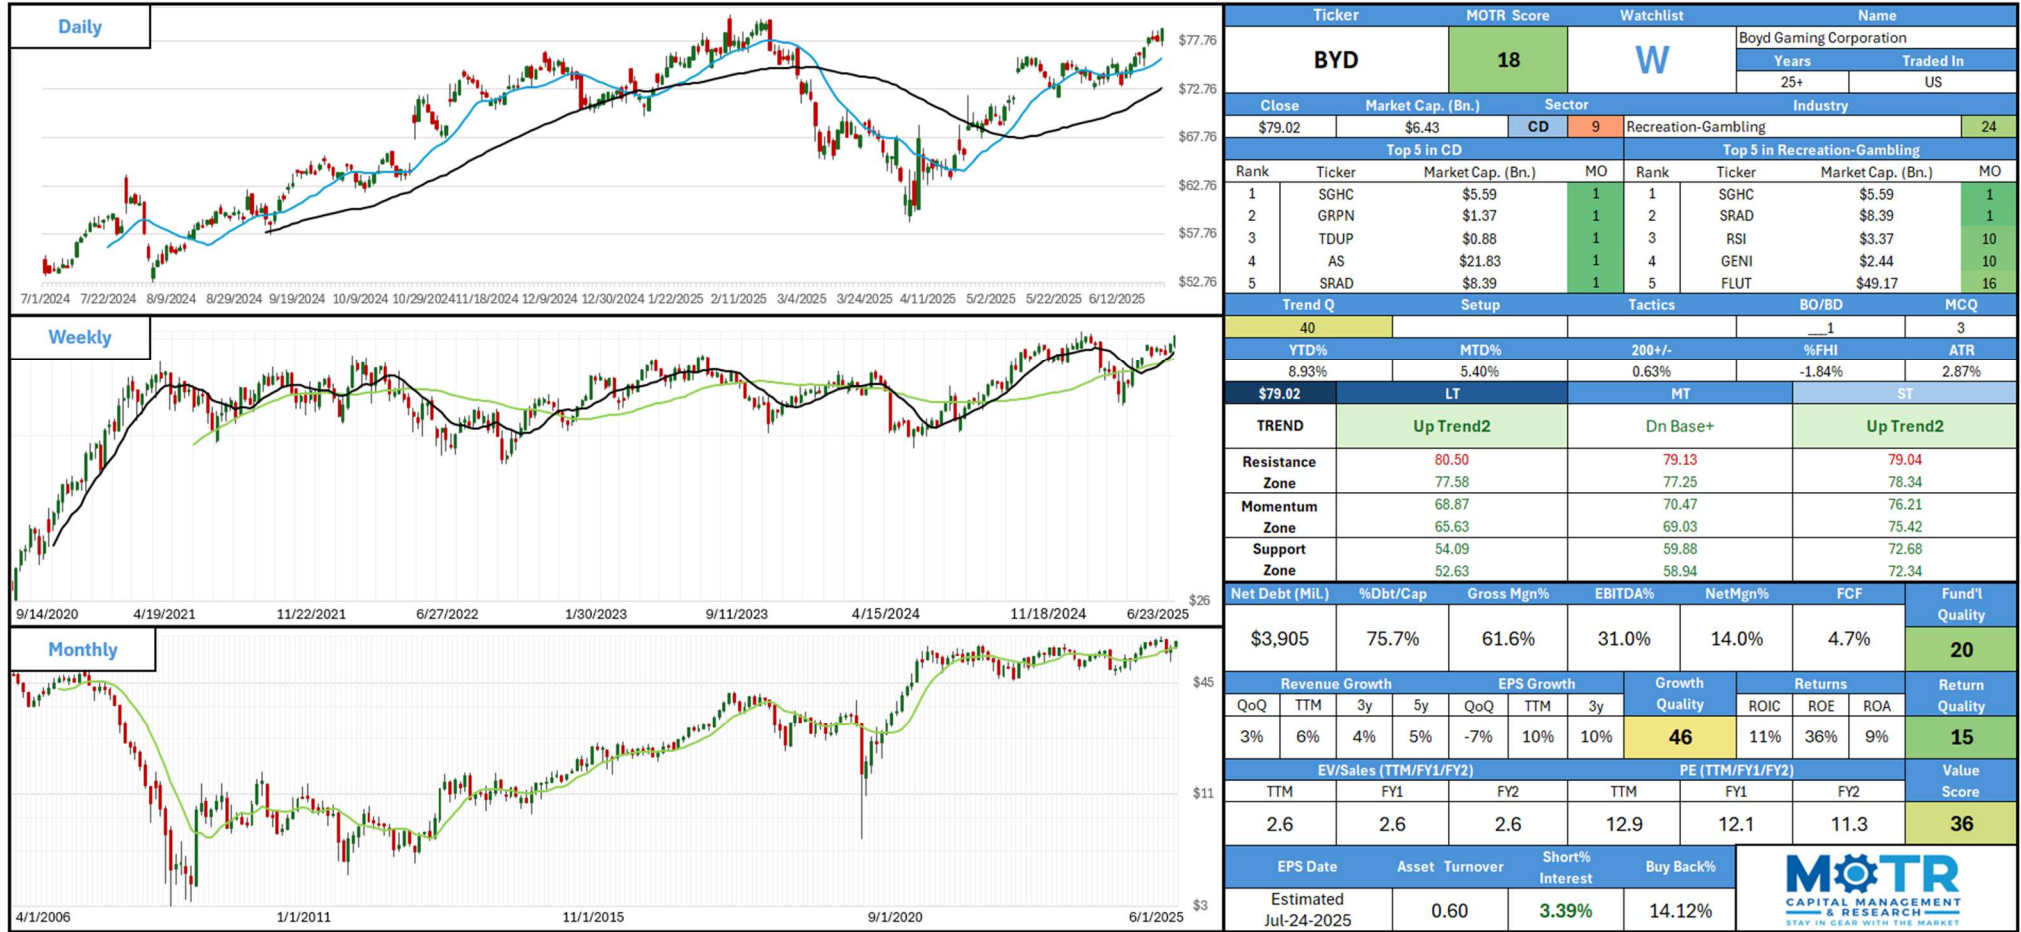 Daily
$77.76
$72.76
$67.76
$62.76
$57.76
$52.76
7/1/2024 7/22/2024 8/9/2024 8/29/2024 9/19/2024 10/9/2024 10/29/2024 11/18/2024 12/9/2024 12/30/2024 1/22/2025 2/11/2025 3/4/2025 3/24/2025 4/11/2025 5/2/2025 5/22/2025 6/12/2025
Weekly
$26
9/14/2020 4/19/2021 11/22/2021 6/27/2022 1/30/2023 9/11/2023 4/15/2024 11/18/2024 6/23/2025
Monthly
$45
$11
$3
4/1/2006 1/1/2011 11/1/2015 9/1/2020 6/1/2025
Ticker MOTR Score Watchlist Name
BYD 18 W Boyd Gaming Corporation
Years Traded In
25+ US
Close Market Cap. (Bn.) Sector Industry
$79.02 $6.43 CD 9 Recreation-Gambling 24
Top 5 in CD Top 5 in Recreation-Gambling
Rank Ticker Market Cap. (Bn.) MO Rank Ticker Market Cap. (Bn.) MO
1 SGHC $5.59 1 1 SGHC $5.59 1
2 GRPN $1.37 1 2 SRAD $8.39 1
3 TDUP $0.88 1 3 RSI $3.37 10
4 AS $21.83 1 4 GENI $2.44 10
5 SRAD $8.39 1 5 FLUT $49.17 16
Trend Q Setup Tactics BO/BD MCQ
40 __1 3
YTD% MTD% 200+/- %FHI ATR
8.93% 5.40% 0.63% -1.84% 2.87%
$79.02 LT MT ST
TREND Up Trend2 Dn Base+ Up Trend2
Resistance 80.50 79.13 79.04
Zone 77.58 77.25 78.34
Momentum 68.87 70.47 76.21
Zone 65.63 69.03 75.42
Support 54.09 59.88 72.68
Zone 52.63 58.94 72.34
Net Debt (Mil.) %Dbt/Cap Gross Mgn% EBITDA% NetMgn% FCF Fund'l
Quality
$3,905 75.7% 61.6% 31.0% 14.0% 4.7% 20
Revenue Growth EPS Growth Growth Returns Return
QoQ TTM 3y 5y QoQ TTM 3y Quality ROIC ROE ROA Quality
3% 6% 4% 5% -7% 10% 10% 46 11% 36% 9% 15
EV/Sales (TTM/FY1/FY2) PE (TTM/FY1/FY2) Value
TTM FY1 FY2 TTM FY1 FY2 Score
2.6 2.6 2.6 12.9 12.1 11.3 36
EPS Date Asset Turnover Short% Interest Buy Back%
Estimated
Jul-24-2025 0.60 3.39% 14.12%
MOTR
CAPITAL MANAGEMENT
& RESEARCH
STAY IN GEAR WITH THE MARKET